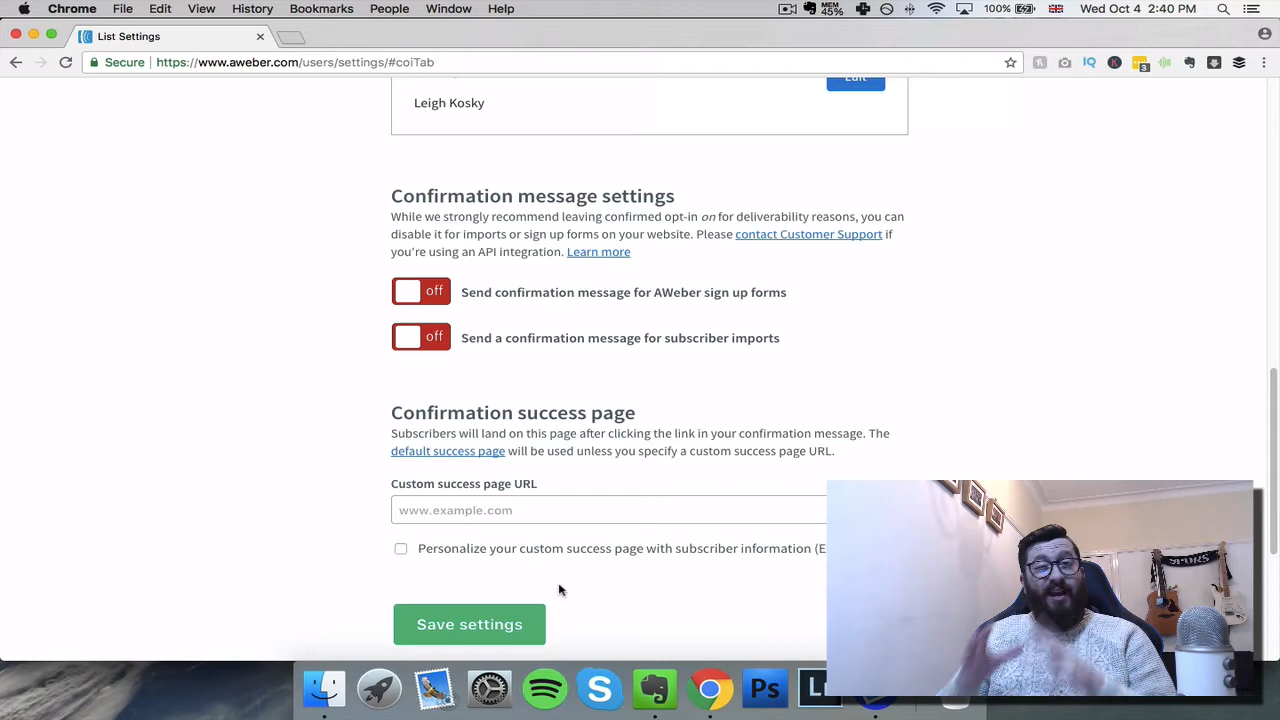 Chrome File Edit View History Bookmarks People Window Help MEM 45% 100% Wed Oct 4 2:40 PM
List Settings
Secure https://www.aweber.com/users/settings/#coiTab
3
Edit
Leigh Kosky
Confirmation message settings
While we strongly recommend leaving confirmed opt-in on for deliverability reasons, you can
disable it for imports or sign up forms on your website. Please contact Customer Support if
you're using an API integration. Learn more
off Send confirmation message for AWeber sign up forms
off Send a confirmation message for subscriber imports
Confirmation success page
Subscribers will land on this page after clicking the link in your confirmation message. The
default success page will be used unless you specify a custom success page URL.
Custom success page URL
www.example.com
Personalize your custom success page with subscriber information (E
Save settings
Ps